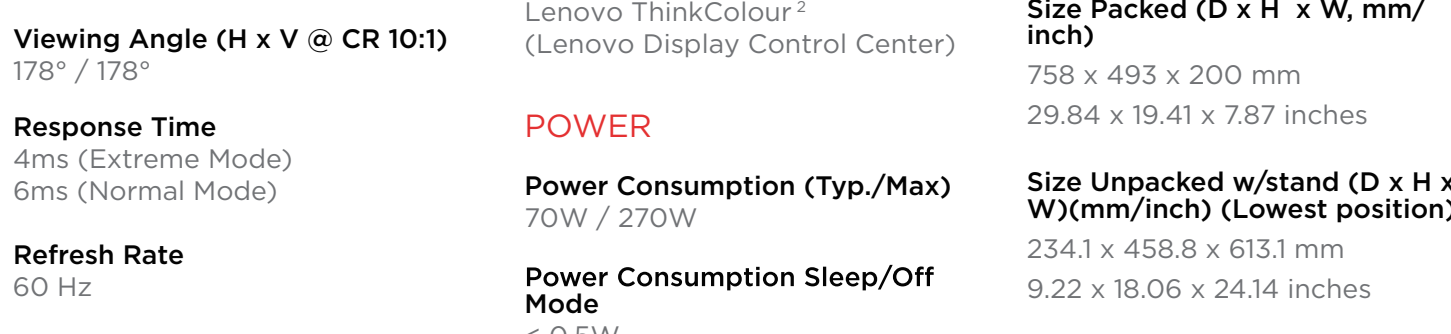 Viewing Angle (H x V @ CR 10:1)
178° / 178°
Response Time
4ms (Extreme Mode)
6ms (Normal Mode)
Refresh Rate
60 Hz
Lenovo ThinkColour ²
(Lenovo Display Control Center)
POWER
Power Consumption (Typ./Max)
70W / 270W
Power Consumption Sleep/Off
Mode
< 0.5W
Size Packed (D x H x W, mm/
inch)
758 x 493 x 200 mm
29.84 x 19.41 x 7.87 inches
Size Unpacked w/stand (D x H x
W)(mm/inch) (Lowest position)
234.1 x 458.8 x 613.1 mm
9.22 x 18.06 x 24.14 inches